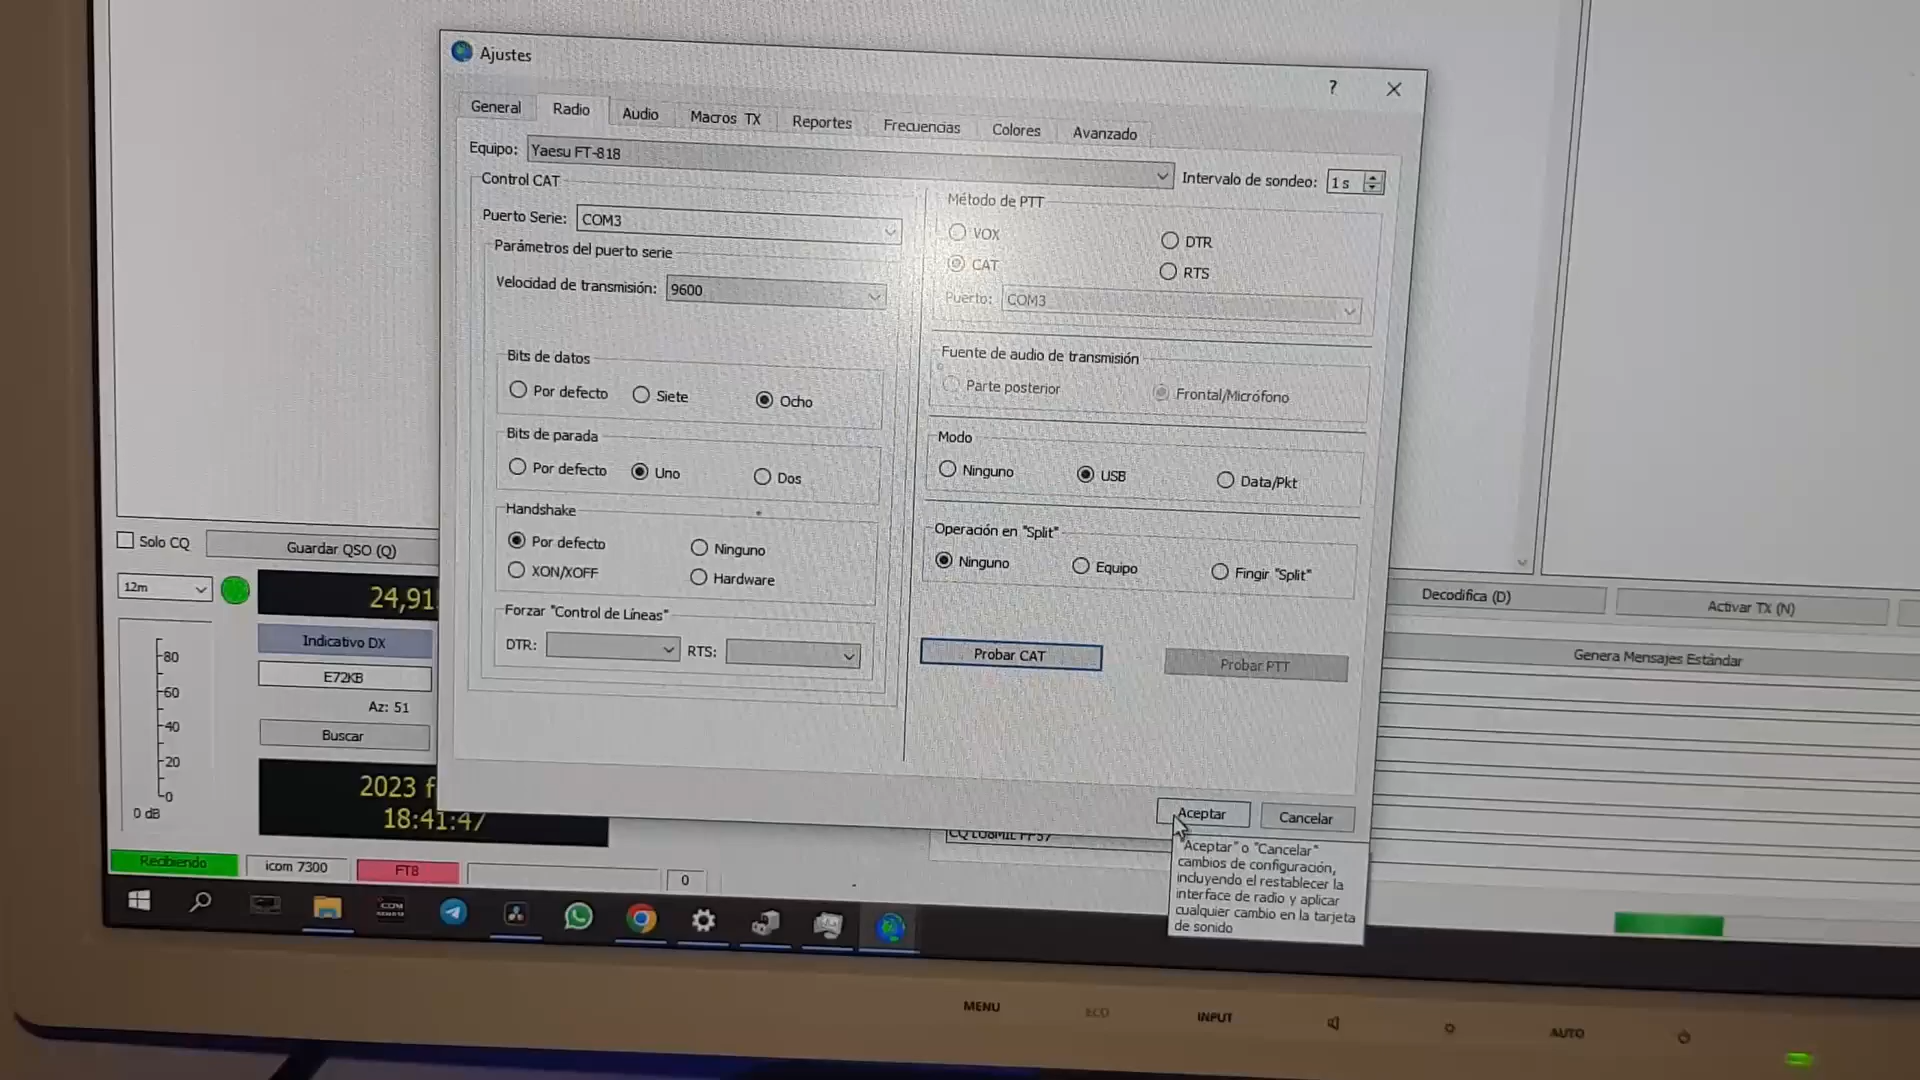 Ajustes
?
General Radio Audio Macros TX Reportes Frecuencias Colores Avanzado
Equipo: Yaesu FT-818 Intervalo de sondeo: 1 s
Control CAT
Puerto Serie: COM3
Parámetros del puerto serie
Velocidad de transmisión: 9600
Bits de datos
Por defecto Siete Ocho
Bits de parada
Por defecto Uno Dos
Handshake
Por defecto Ninguno
XON/XOFF Hardware
Forzar "Control de Líneas"
DTR: RTS:
Método de PTT
VOX DTR
CAT RTS
Puerto: COM3
Fuente de audio de transmisión
Parte posterior Frontal/Micrófono
Modo
Ninguno USB Data/Pkt
Operación en "Split"
Ninguno Equipo Fingir "Split"
Probar CAT Probar PTT
Aceptar Cancelar
"Aceptar" o "Cancelar"
cambios de configuración,
incluyendo el restablecer la
interface de radio y aplicar
cualquier cambio en la tarjeta
de sonido
Solo CQ Guardar QSO (Q)
12m 24,91
Indicativo DX
E72KB
Az: 51
Buscar
2023 f
18:41:47
80
60
40
20
0
0 dB
Recibiendo icom 7300 FT8 0
Decodifica (D) Activar TX (N)
Genera Mensajes Estándar
MENU ECO INPUT AUTO